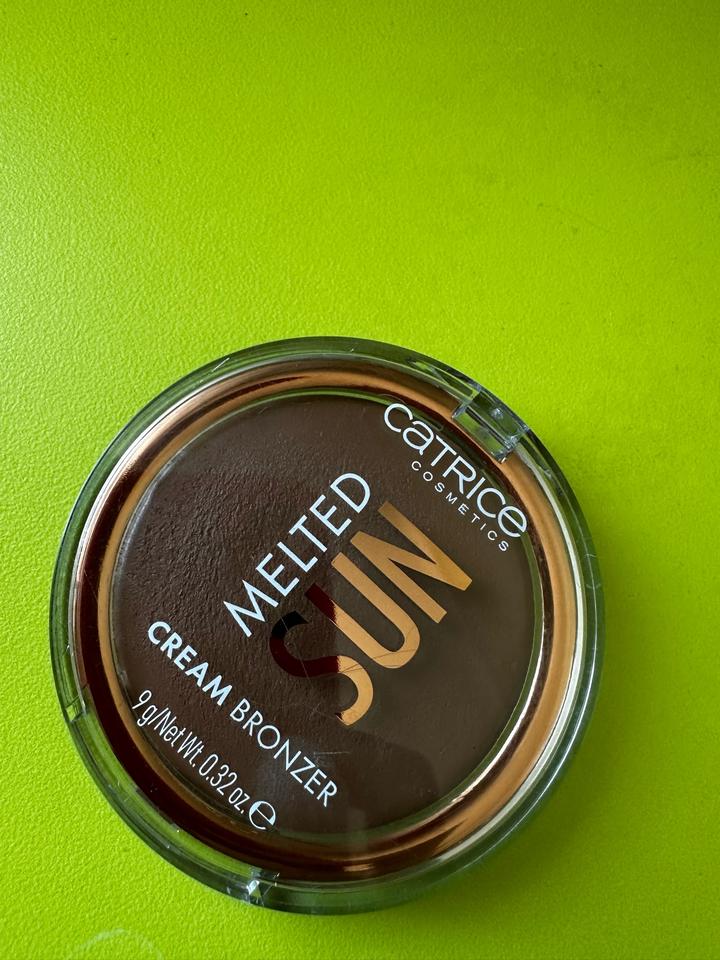 CATRICE
COSMETICS
MELTED
SUN
CREAM BRONZER
9 g/Net Wt. 0.32 oz. ℮